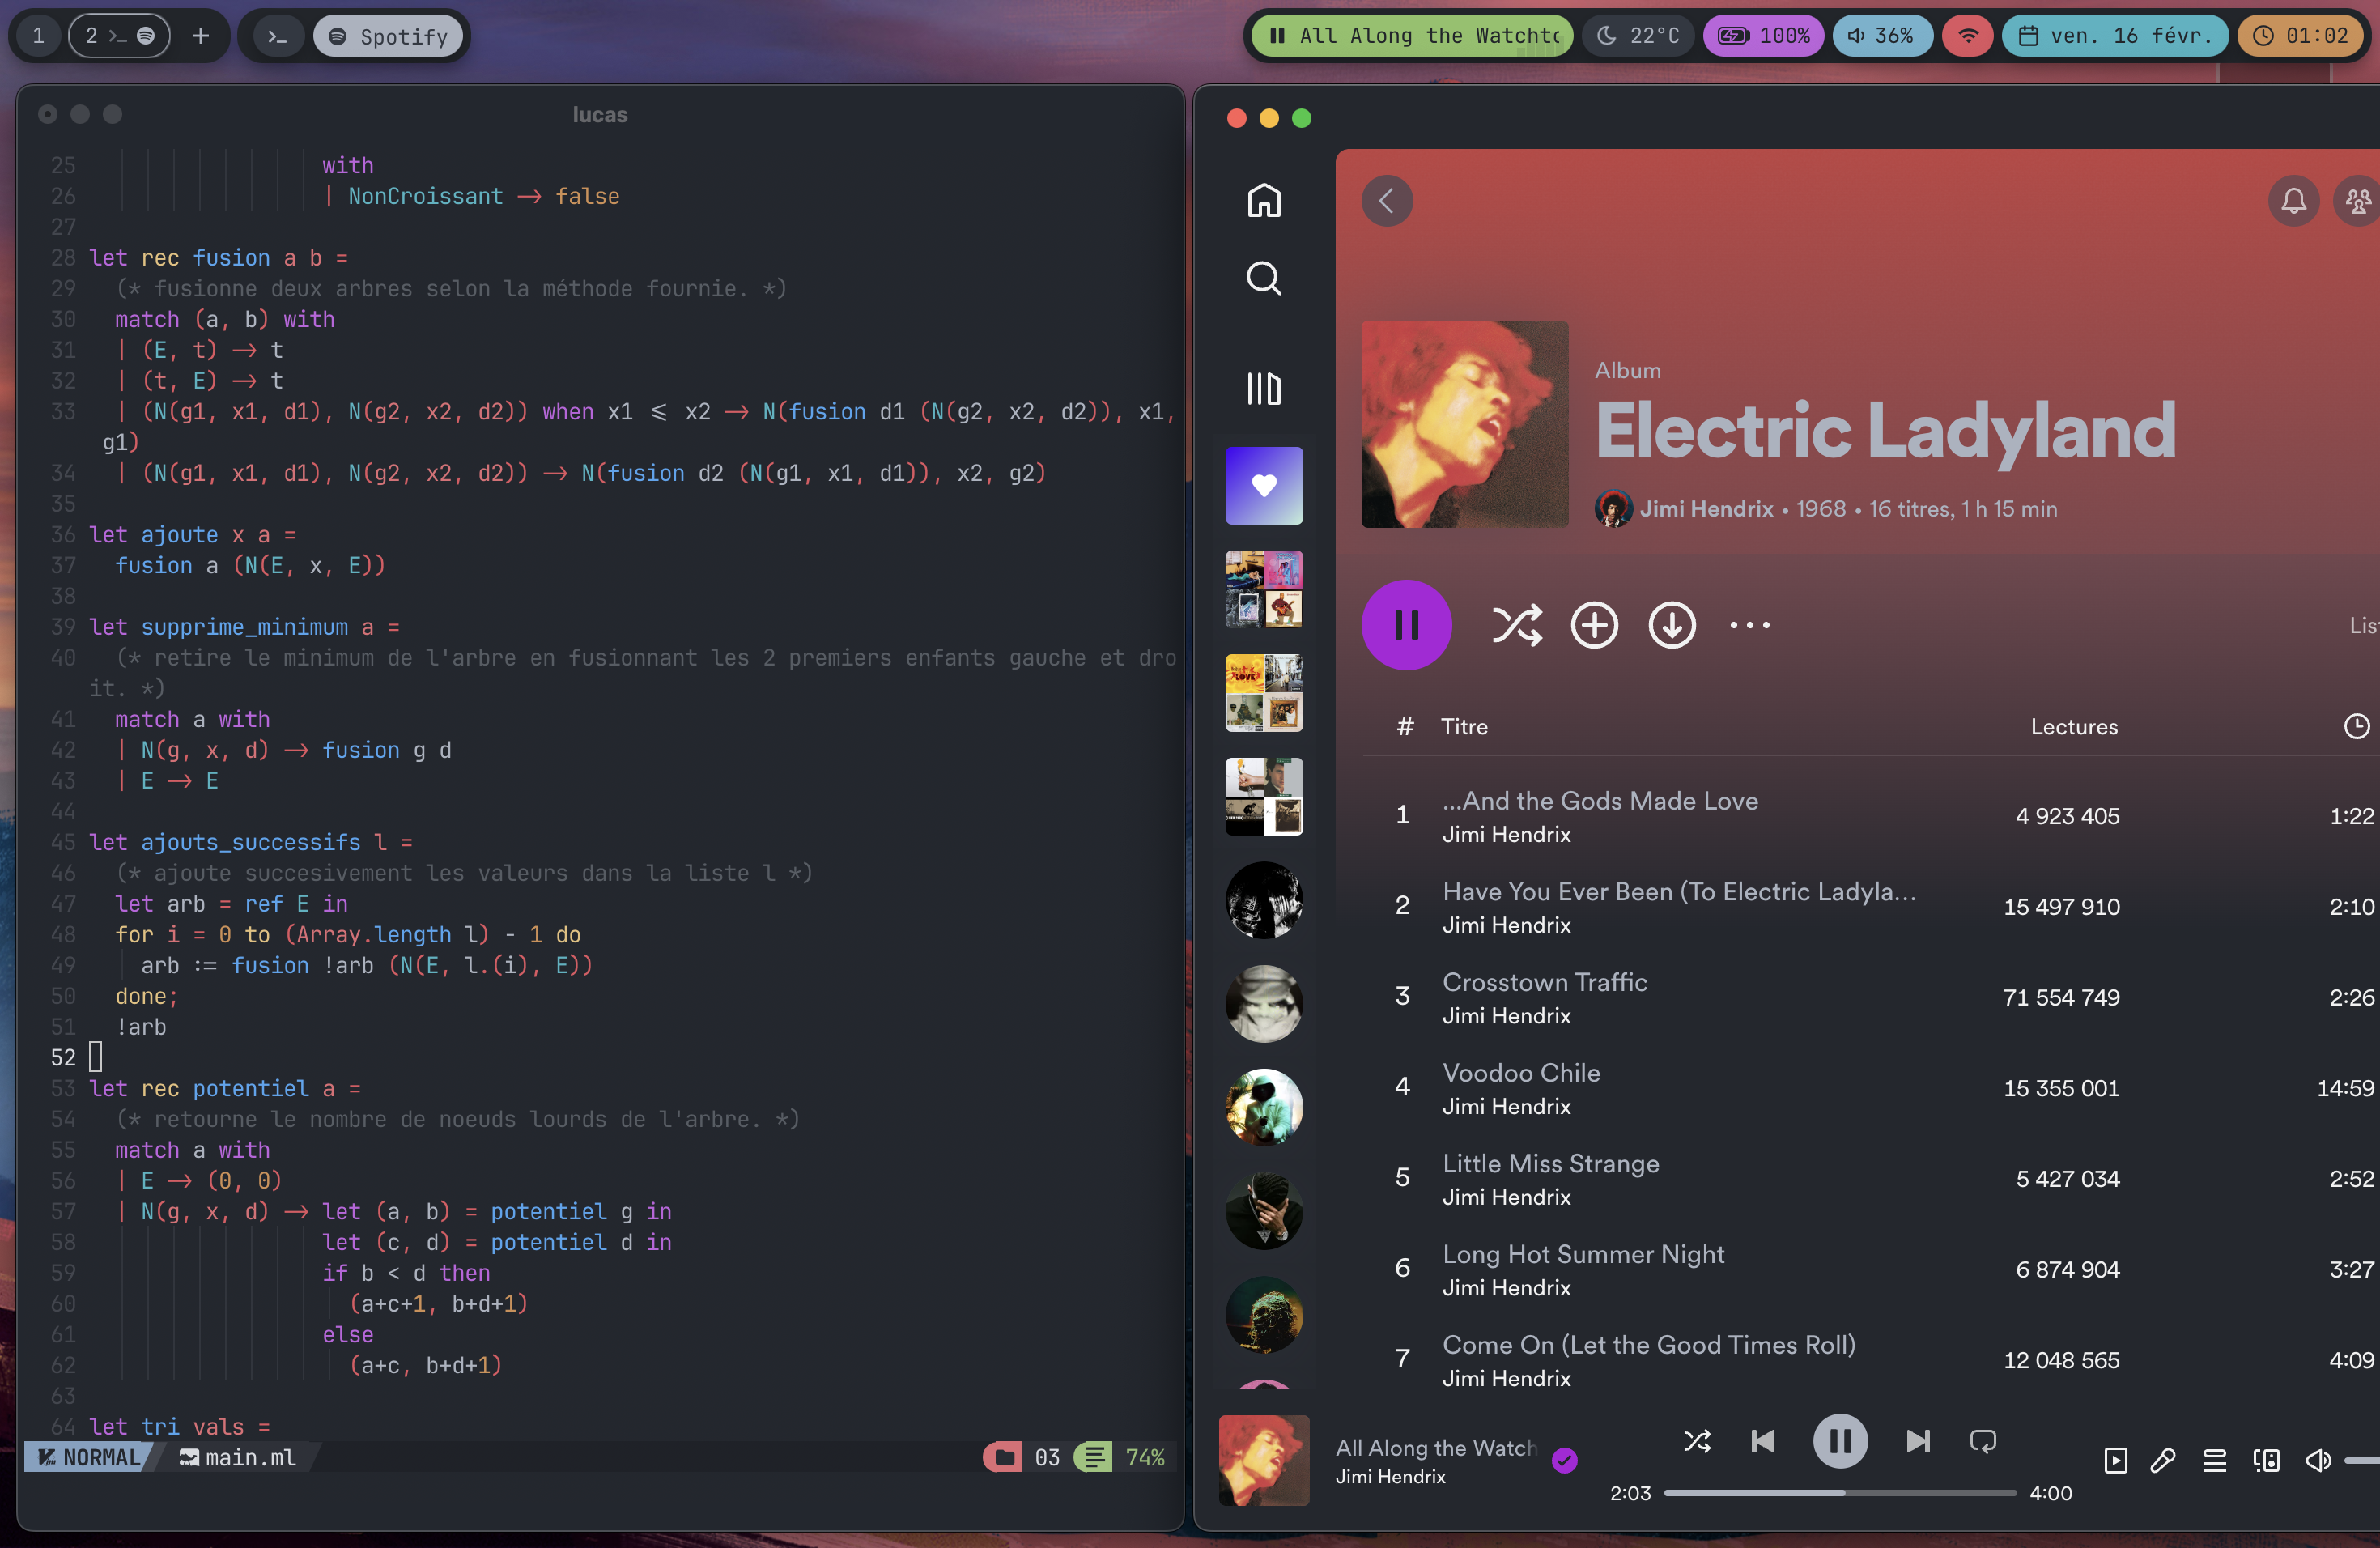 1
2
+
Spotify
All Along the Watchtc
22°C
100%
36%
ven. 16 févr.
01:02
lucas
25 with
26 | NonCroissant → false
27
28 let rec fusion a b =
29 (* fusionne deux arbres selon la méthode fournie. *)
30 match (a, b) with
31 | (E, t) → t
32 | (t, E) → t
33 | (N(g1, x1, d1), N(g2, x2, d2)) when x1 ⩽ x2 → N(fusion d1 (N(g2, x2, d2)), x1,
g1)
34 | (N(g1, x1, d1), N(g2, x2, d2)) → N(fusion d2 (N(g1, x1, d1)), x2, g2)
35
36 let ajoute x a =
37 fusion a (N(E, x, E))
38
39 let supprime_minimum a =
40 (* retire le minimum de l'arbre en fusionnant les 2 premiers enfants gauche et dro
it. *)
41 match a with
42 | N(g, x, d) → fusion g d
43 | E → E
44
45 let ajouts_successifs l =
46 (* ajoute succesivement les valeurs dans la liste l *)
47 let arb = ref E in
48 for i = 0 to (Array.length l) - 1 do
49 arb := fusion !arb (N(E, l.(i), E))
50 done;
51 !arb
52
53 let rec potentiel a =
54 (* retourne le nombre de noeuds lourds de l'arbre. *)
55 match a with
56 | E → (0, 0)
57 | N(g, x, d) → let (a, b) = potentiel g in
58 let (c, d) = potentiel d in
59 if b < d then
60 (a+c+1, b+d+1)
61 else
62 (a+c, b+d+1)
63
64 let tri vals =
NORMAL main.ml 03 74%
Album
Electric Ladyland
Jimi Hendrix • 1968 • 16 titres, 1 h 15 min
Lis
# Titre Lectures
1 ...And the Gods Made Love 4 923 405 1:22
Jimi Hendrix
2 Have You Ever Been (To Electric Ladyla... 15 497 910 2:10
Jimi Hendrix
3 Crosstown Traffic 71 554 749 2:26
Jimi Hendrix
4 Voodoo Chile 15 355 001 14:59
Jimi Hendrix
5 Little Miss Strange 5 427 034 2:52
Jimi Hendrix
6 Long Hot Summer Night 6 874 904 3:27
Jimi Hendrix
7 Come On (Let the Good Times Roll) 12 048 565 4:09
Jimi Hendrix
All Along the Watch
Jimi Hendrix
2:03
4:00